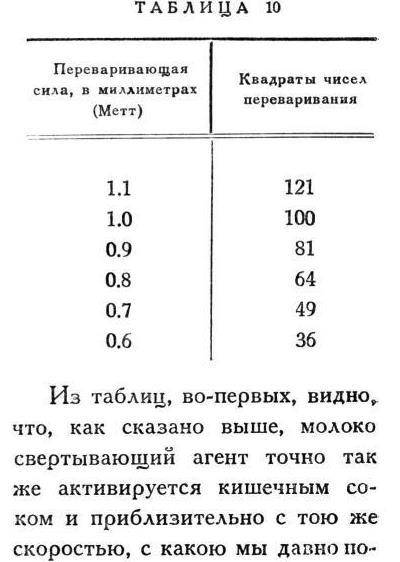 ТАБЛИЦА 10
Переваривающая
сила, в миллиметрах
(Метт)
Квадраты чисел
переваривания
1.1 121
1.0 100
0.9 81
0.8 64
0.7 49
0.6 36
Из таблиц, во-первых, видно,
что, как сказано выше, молоко
свертывающий агент точно так
же активируется кишечным со-
ком и приблизительно с тою же
скоростью, с какою мы давно по-